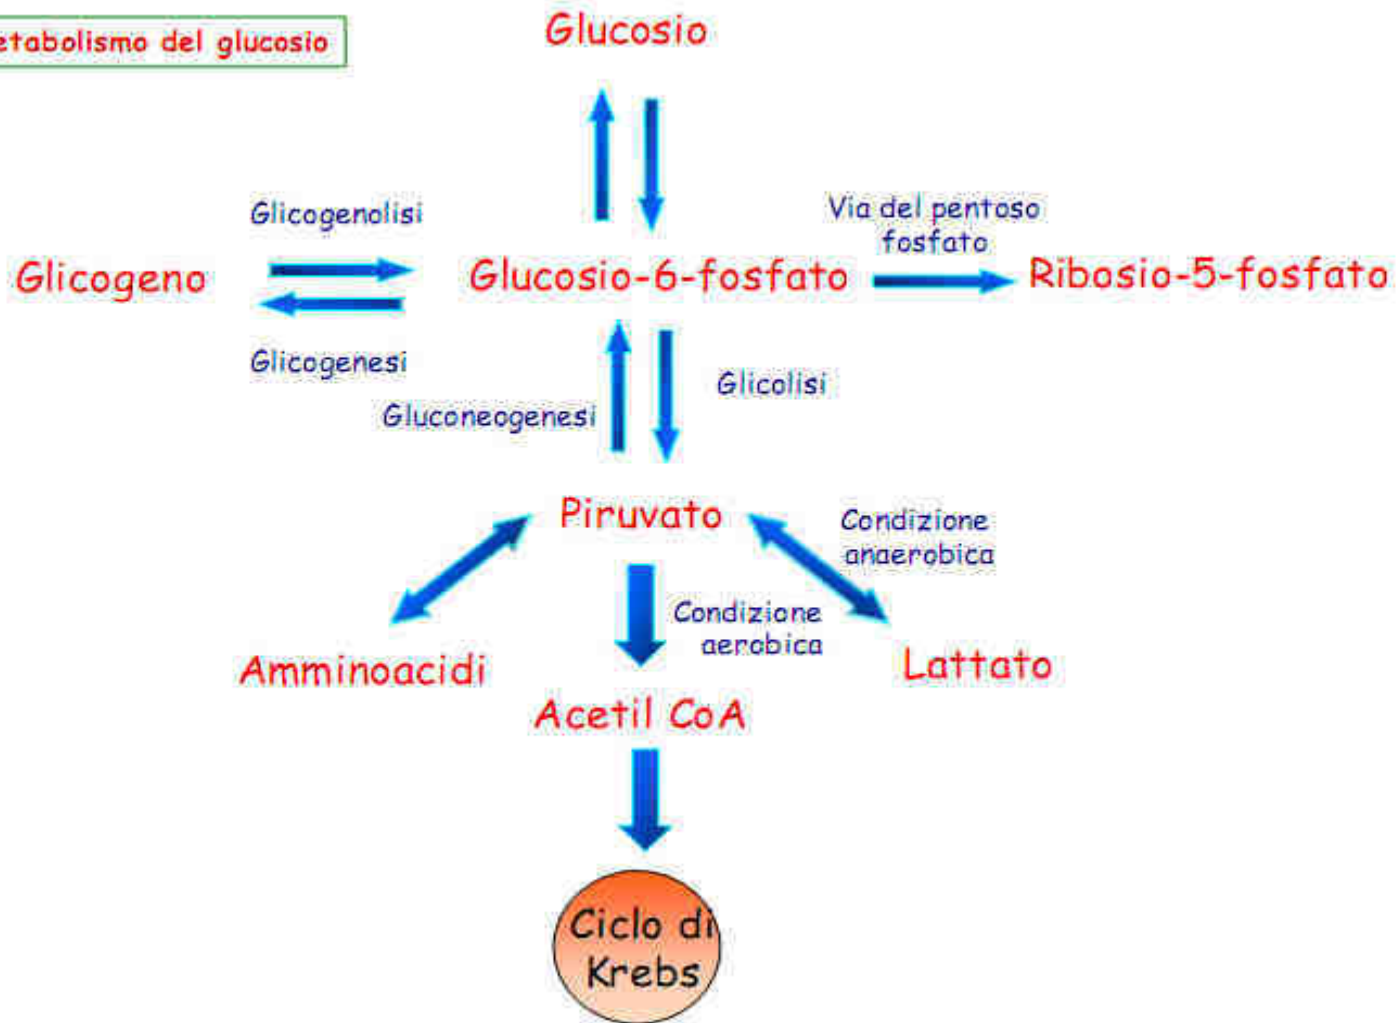 etabolismo del glucosio
Glucosio
Glicogenolisi
Via del pentoso
fosfato
Glicogeno
Glucosio-6-fosfato
Ribosio-5-fosfato
Glicogenesi
Glicolisi
Gluconeogenesi
Piruvato
Condizione
anaerobica
Condizione
aerobica
Amminoacidi
Lattato
Acetil CoA
Ciclo di
Krebs